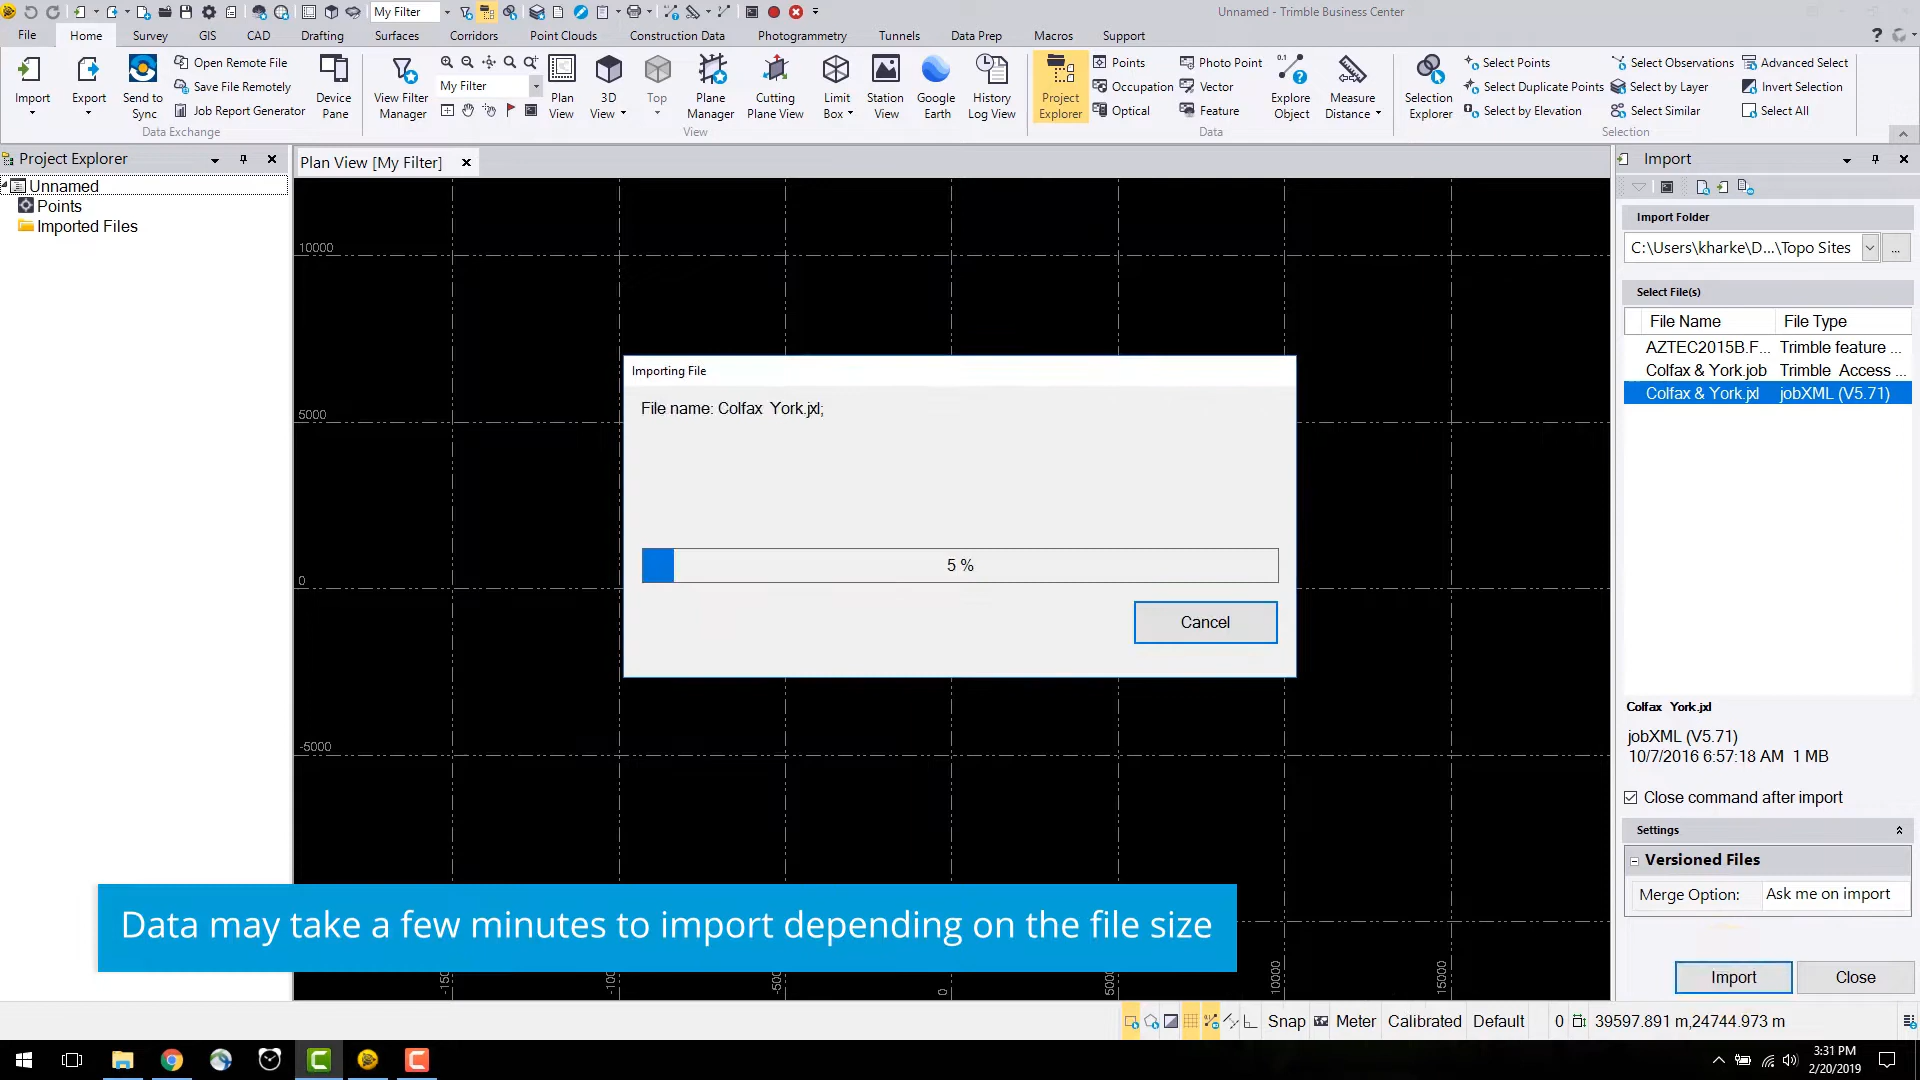 My Filter
Unnamed - Trimble Business Center
File Home Survey GIS CAD Drafting Surfaces Corridors Point Clouds Construction Data Photogrammetry Tunnels Data Prep Macros Support
Import
Export
Send to Sync
Open Remote File
Save File Remotely
Job Report Generator
Device Pane
Data Exchange
View Filter Manager
My Filter
Plan View
3D View
Top
Plane Manager
Cutting Plane View
Limit Box
Station View
Google Earth
History Log View
View
Project Explorer
Points
Occupation
Optical
Photo Point
Vector
Feature
Explore Object
Measure Distance
Data
Selection Explorer
Select Points
Select Duplicate Points
Select by Elevation
Select Observations
Select by Layer
Select Similar
Advanced Select
Invert Selection
Select All
Selection
Project Explorer
Unnamed
Points
Imported Files
Plan View [My Filter]
10000
5000
0
-5000
-500
0
5000
10000
15000
Importing File
File name: Colfax York.jxl;
5 %
Cancel
Data may take a few minutes to import depending on the file size
Import
Import Folder
C:\Users\kharke\D...\Topo Sites
...
Select File(s)
File Name File Type
AZTEC2015B.F... Trimble feature ...
Colfax & York.job Trimble Access ...
Colfax & York.jxl jobXML (V5.71)
Colfax York.jxl
jobXML (V5.71)
10/7/2016 6:57:18 AM 1 MB
Close command after import
Settings
Versioned Files
Merge Option: Ask me on import
Import Close
Snap Meter Calibrated Default 0 39597.891 m,24744.973 m
3:31 PM
2/20/2019